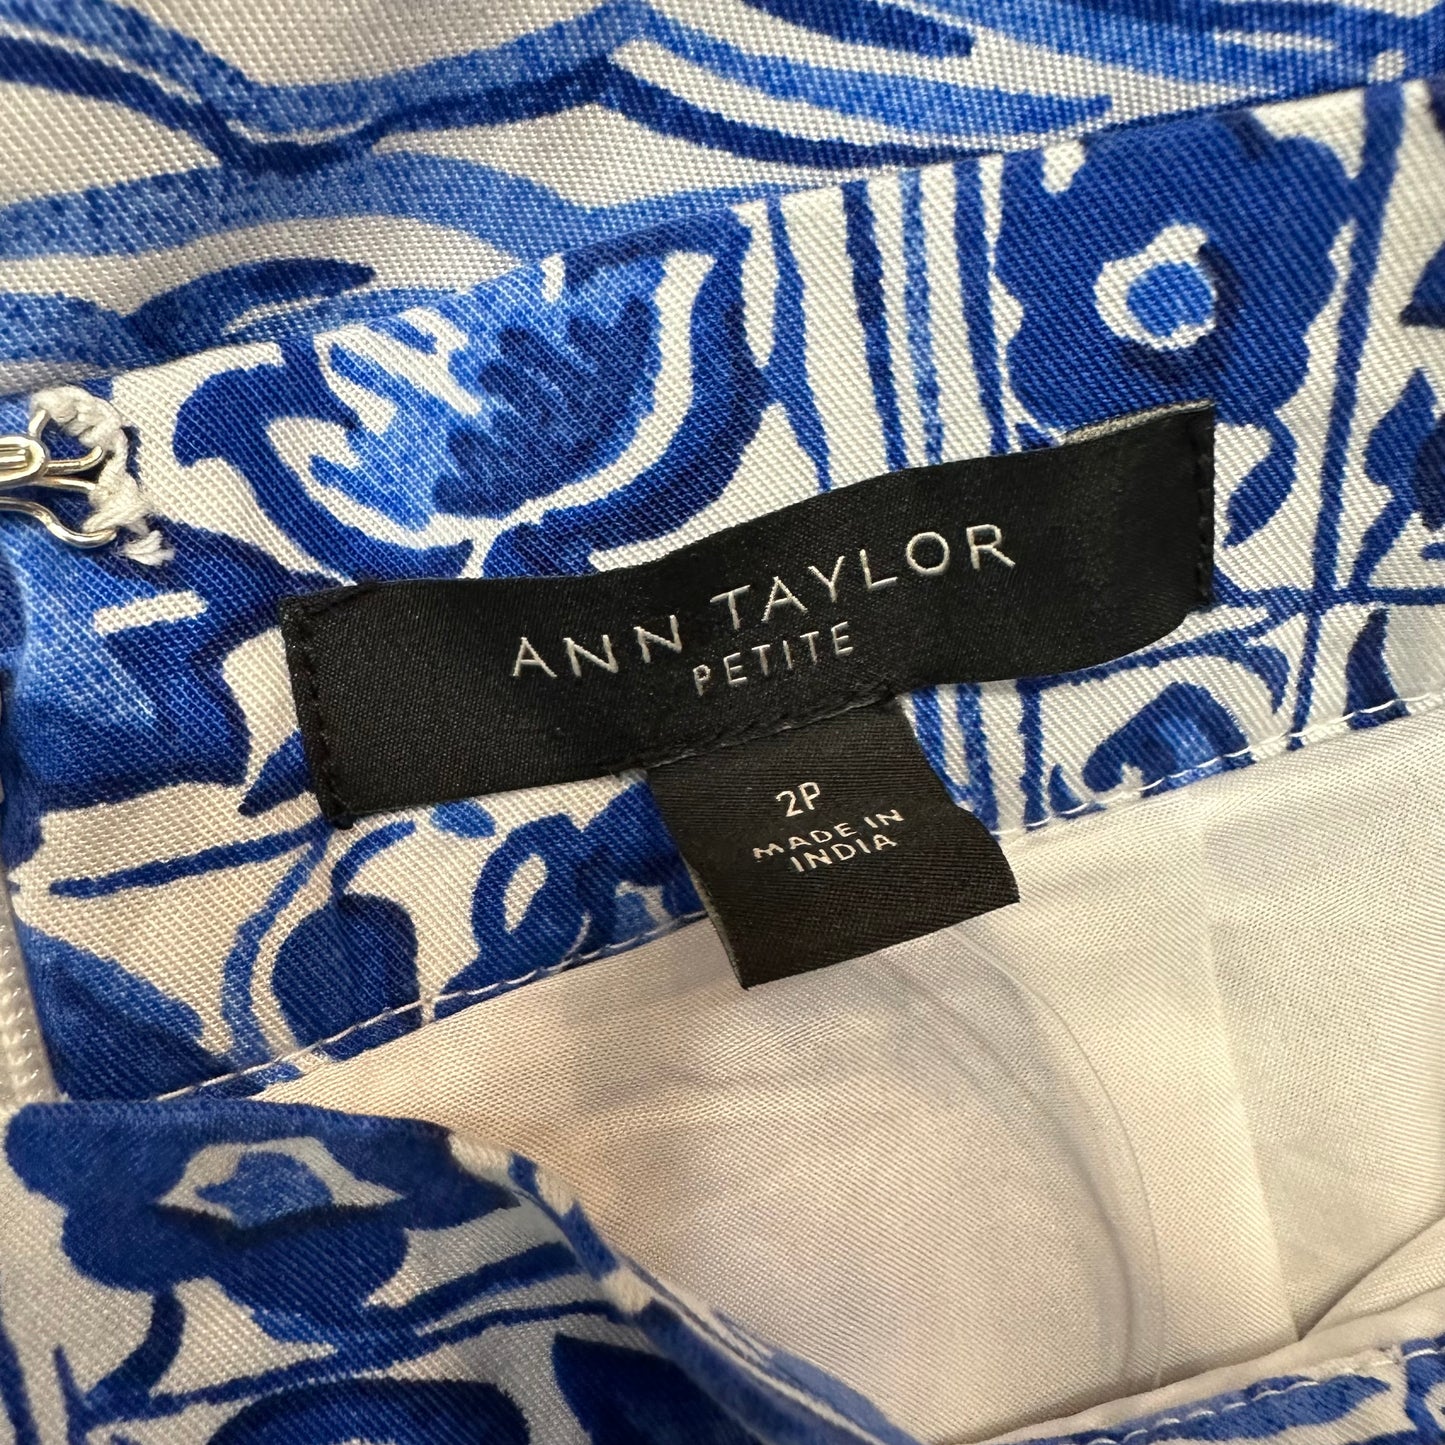 ANN TAYLOR
PETITE
2P
MADE IN
INDIA